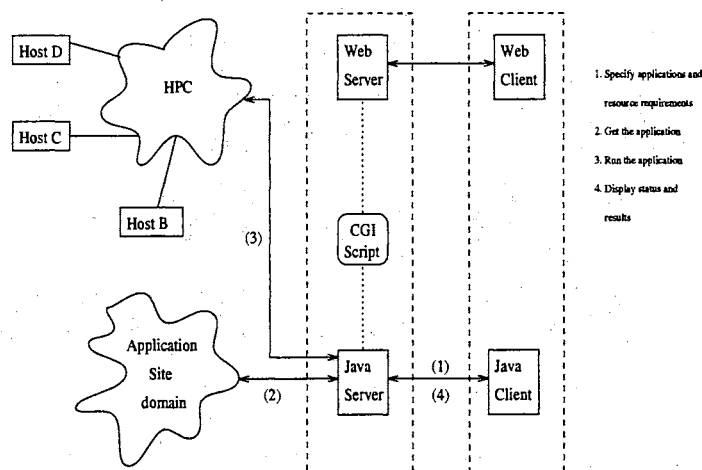 Host D
HPC
Host C
Host B
(3)
Web
Server
Web
Client
CGI
Script
Application
Site
domain
(2)
Java
Server
(1)
(4)
Java
Client
1. Specify applications and
resource requirements
2. Get the application
3. Run the application
4. Display status and
results